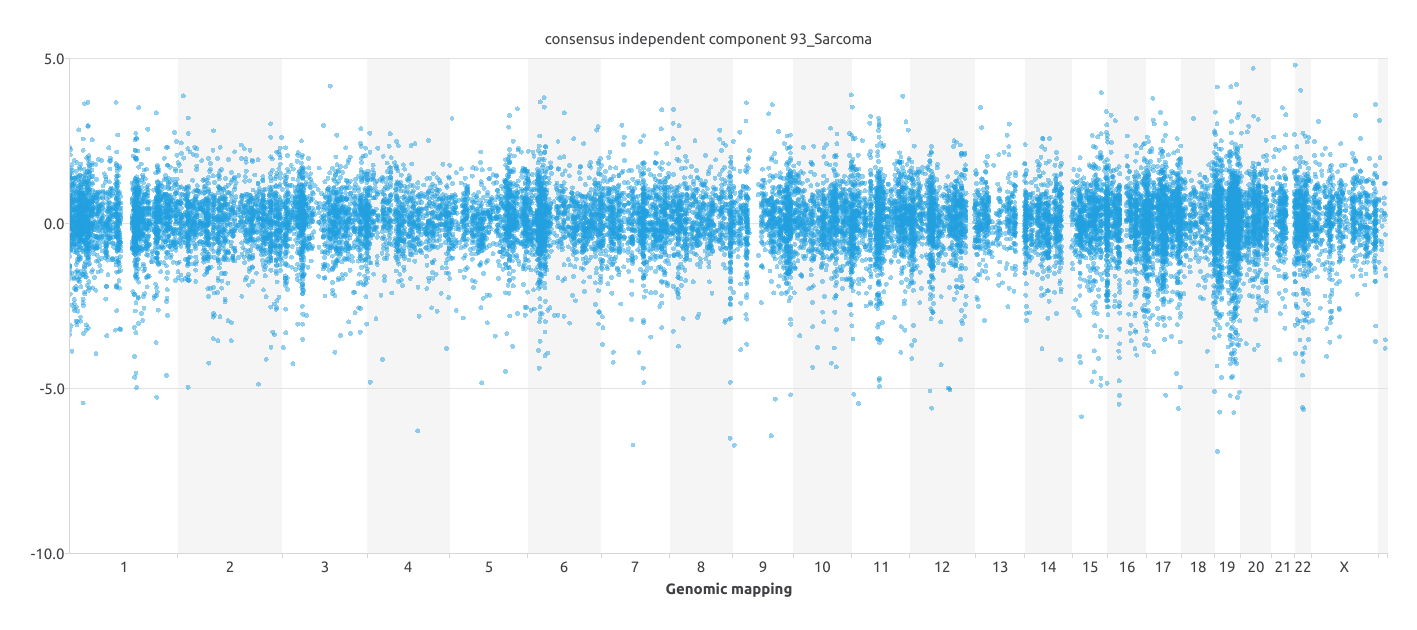 consensus independent component 93_Sarcoma
5.0
0.0
-5.0
-10.0
1 2 3 4 5 6 7 8 9 10 11 12 13 14 15 16 17 18 19 20 21 22 X
Genomic mapping